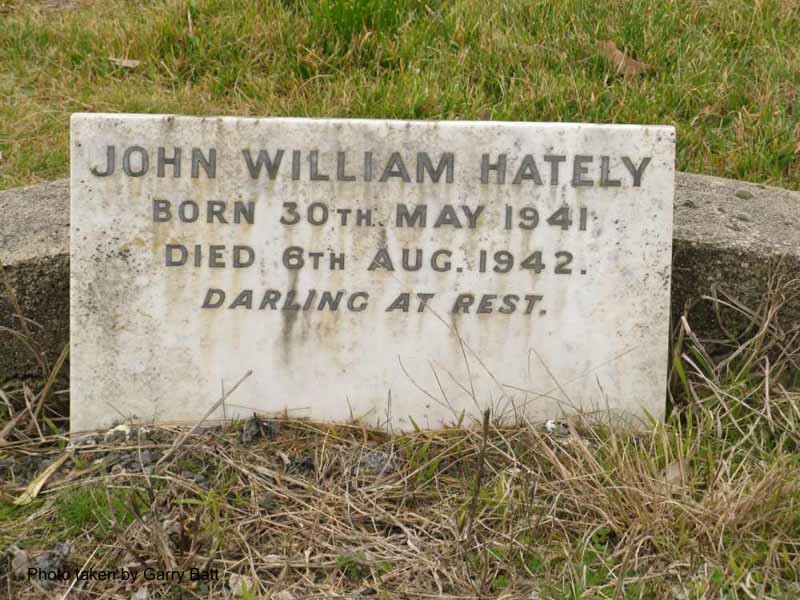 JOHN WILLIAM HATELY
BORN 30TH MAY 1941
DIED 6TH AUG. 1942.
DARLING AT REST.
Photo taken by Garry Batt